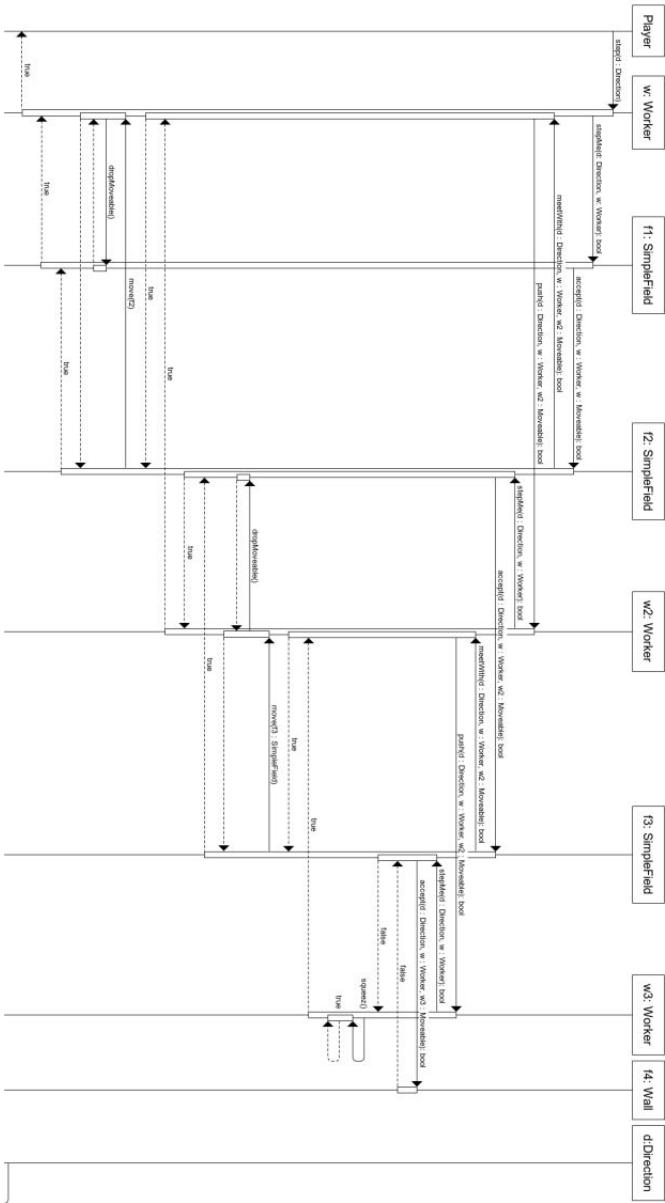 Player
w: Worker
f1: SimpleField
f2: SimpleField
w2: Worker
f3: SimpleField
w3: Worker
f4: Wall
d:Direction
step(d : Direction)
stepMe(d: Direction, w: Worker): bool
accept(d : Direction, w : Worker, w : Moveable): bool
meetWith(d : Direction, w : Worker, w2 : Moveable): bool
push(d : Direction, w : Worker, w2 : Moveable): bool
stepMe(d : Direction, w : Worker): bool
accept(d : Direction, w : Worker, w2 : Moveable): bool
meetWith(d : Direction, w : Worker, w2 : Moveable): bool
push(d : Direction, w : Worker, w2 : Moveable): bool
stepMe(d : Direction, w : Worker): bool
accept(d : Direction, w : Worker, w3 : Moveable): bool
false
false
squeez()
true
true
true
move(f3 : SimpleField)
dropMoveable()
true
true
true
true
move(f2)
dropMoveable()
true
true
true